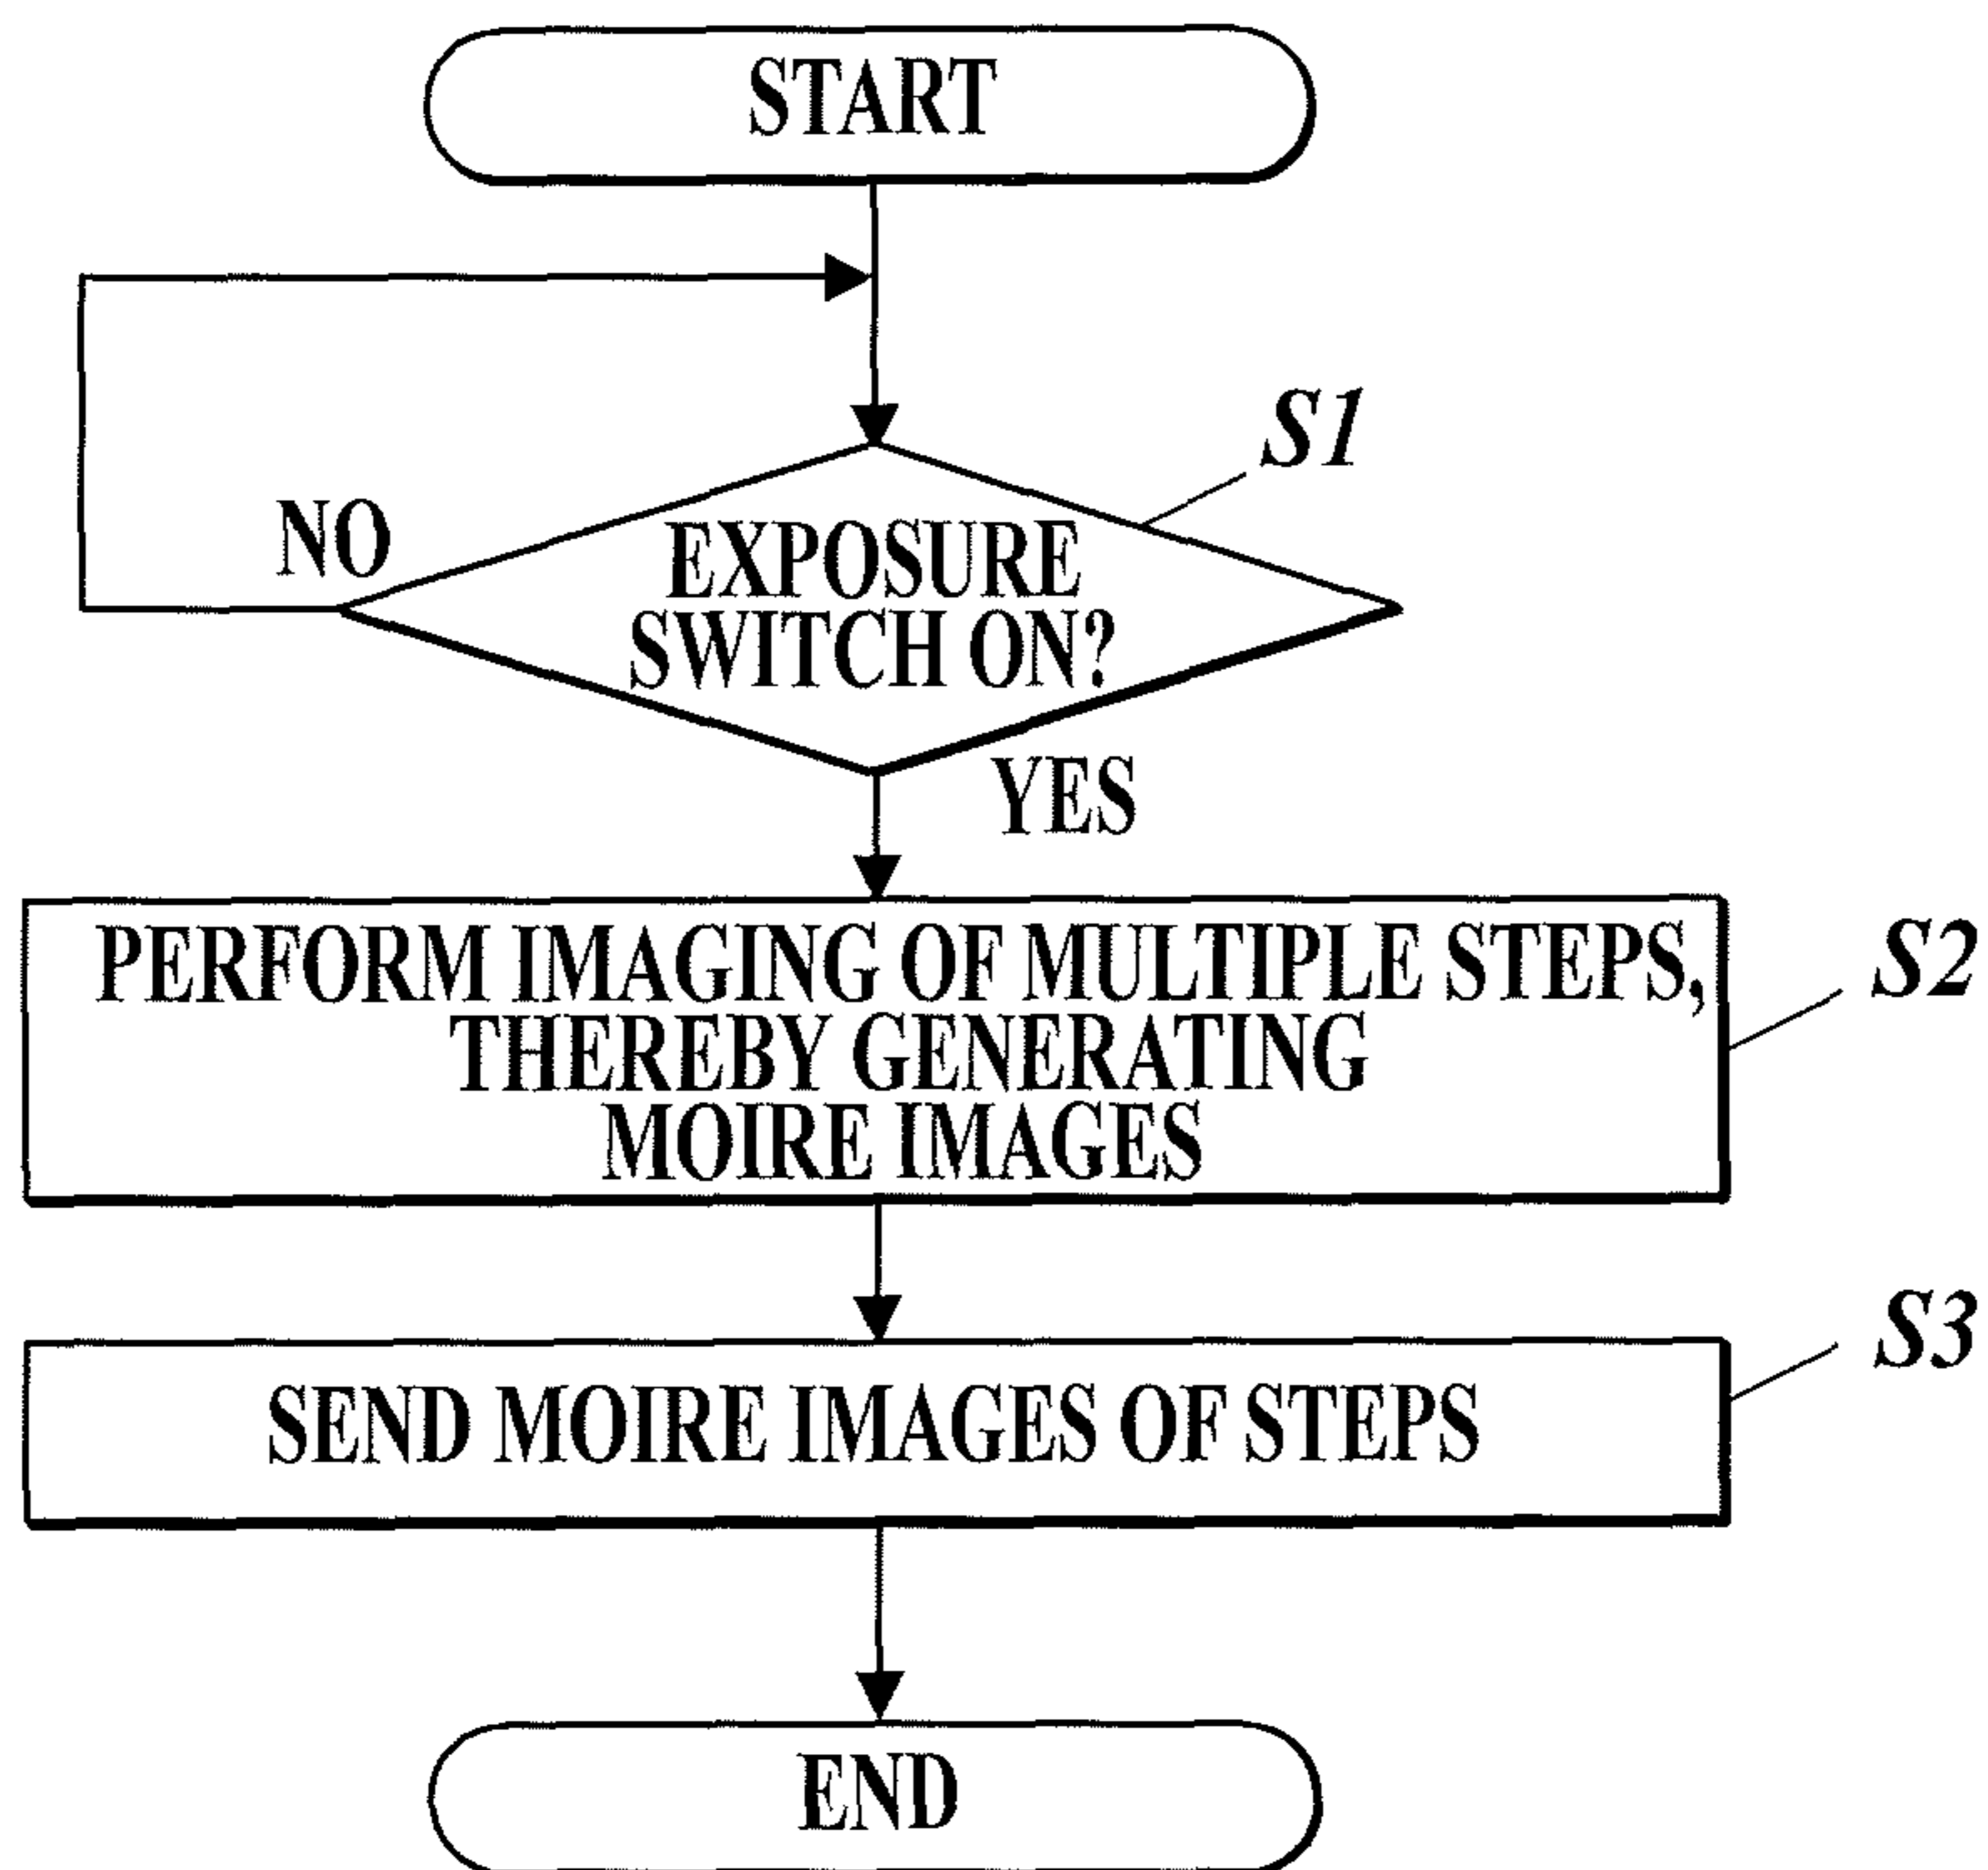 START
S1
NO
EXPOSURE
SWITCH ON?
YES
PERFORM IMAGING OF MULTIPLE STEPS,
THEREBY GENERATING
MOIRE IMAGES
S2
SEND MOIRE IMAGES OF STEPS
S3
END